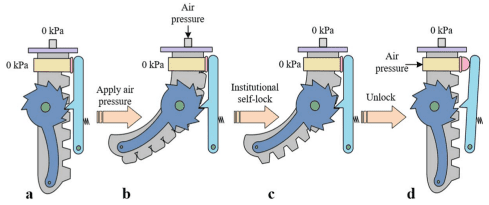 0 kPa
0 kPa
Apply air
pressure
Air
pressure
0 kPa
Institutional
self-lock
0 kPa
0 kPa
Unlock
0 kPa
Air
pressure
a
b
c
d